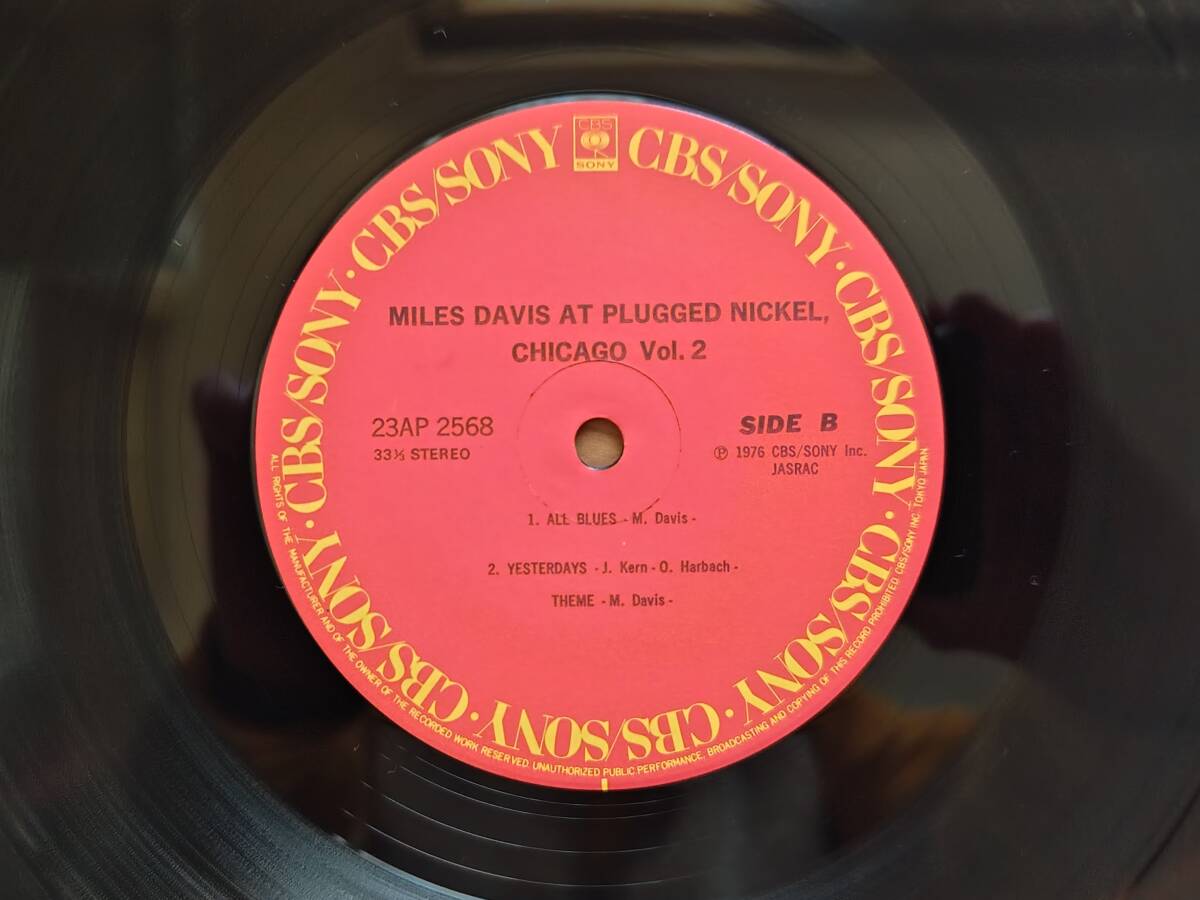 CBS
SONY
CBS/SONY · CBS/SONY · CBS/SONY · CBS/SONY · CBS/SONY · CBS/SONY · CBS/SONY · CBS/SONY
MILES DAVIS AT PLUGGED NICKEL,
CHICAGO Vol. 2
23AP 2568
33⅓ STEREO
SIDE B
Ⓟ 1976 CBS/SONY Inc.
JASRAC
1. ALL BLUES - M. Davis -
2. YESTERDAYS - J. Kern - O. Harbach -
THEME - M. Davis -
ALL RIGHTS OF THE MANUFACTURER AND OF THE OWNER OF THE RECORDED WORK RESERVED. UNAUTHORIZED PUBLIC PERFORMANCE, BROADCASTING AND COPYING OF THIS RECORD PROHIBITED. CBS/SONY INC. TOKYO JAPAN